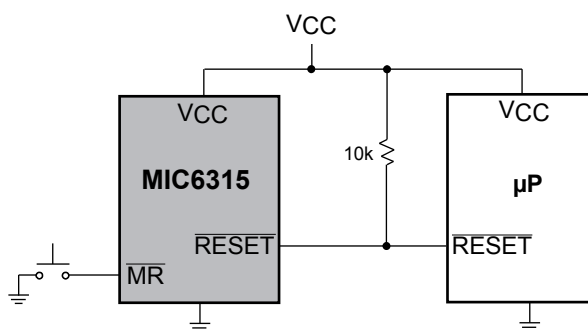 VCC
VCC
VCC
10k
MIC6315
µP
RESET
RESET
MR